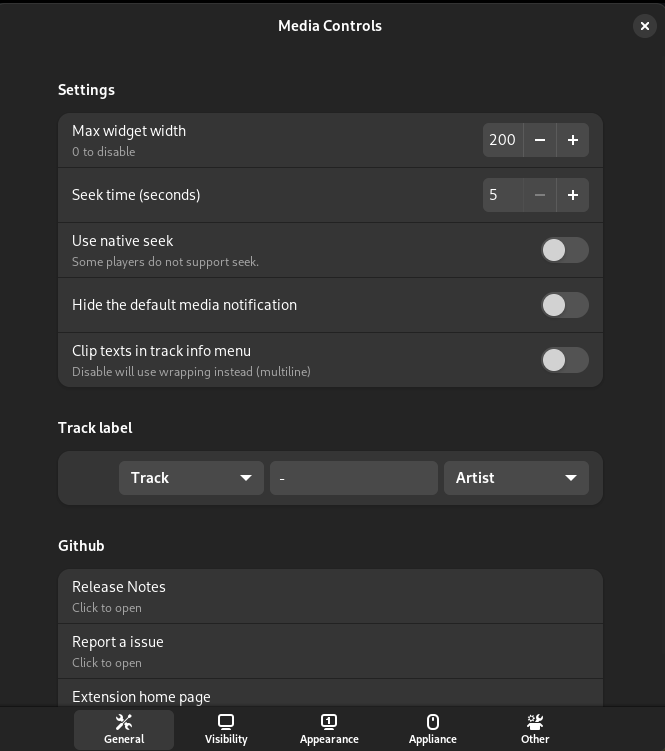 Media Controls
Settings
Max widget width
0 to disable
200
Seek time (seconds)
5
Use native seek
Some players do not support seek.
Hide the default media notification
Clip texts in track info menu
Disable will use wrapping instead (multiline)
Track label
Track - Artist
Github
Release Notes
Click to open
Report a issue
Click to open
Extension home page
1
General Visibility Appearance Appliance Other